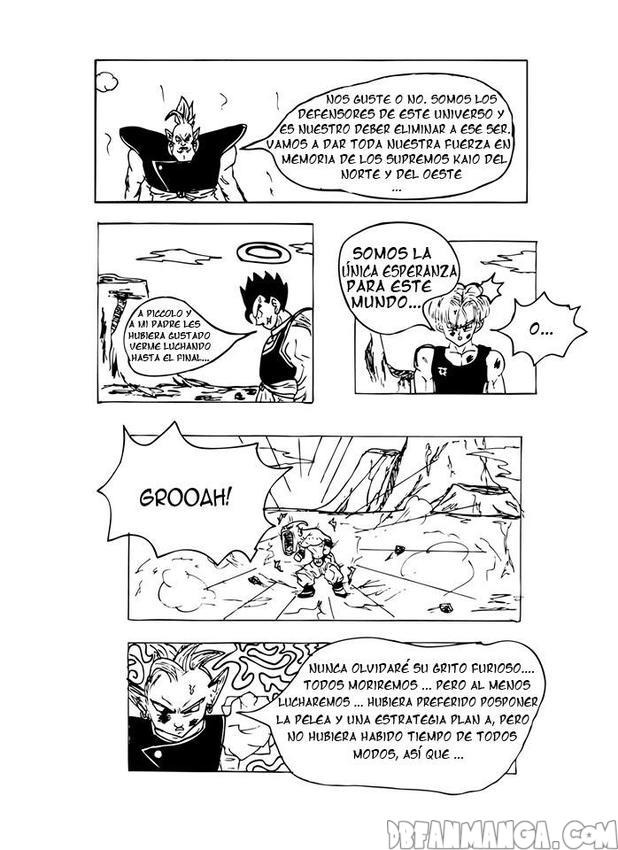 NOS GUSTE O NO. SOMOS LOS
DEFENSORES DE ESTE UNIVERSO Y
ES NUESTRO DEBER ELIMINAR A ESE SER.
VAMOS A DAR TODA NUESTRA FUERZA EN
MEMORIA DE LOS SUPREMOS KAIO DEL
NORTE Y DEL OESTE
...
A PICCOLO Y
A MI PADRE LES
HUBIERA GUSTADO
VERME LUCHANDO
HASTA EL FINAL...
SOMOS LA
ÚNICA ESPERANZA
PARA ESTE
MUNDO...
O...
GROOAH!
NUNCA OLVIDARÉ SU GRITO FURIOSO....
TODOS MORIREMOS ... PERO AL MENOS
LUCHAREMOS ... HUBIERA PREFERIDO POSPONER
LA PELEA Y UNA ESTRATEGIA PLAN A, PERO
NO HUBIERA HABIDO TIEMPO DE TODOS
MODOS, ASÍ QUE ...
DBFANMANGA.COM